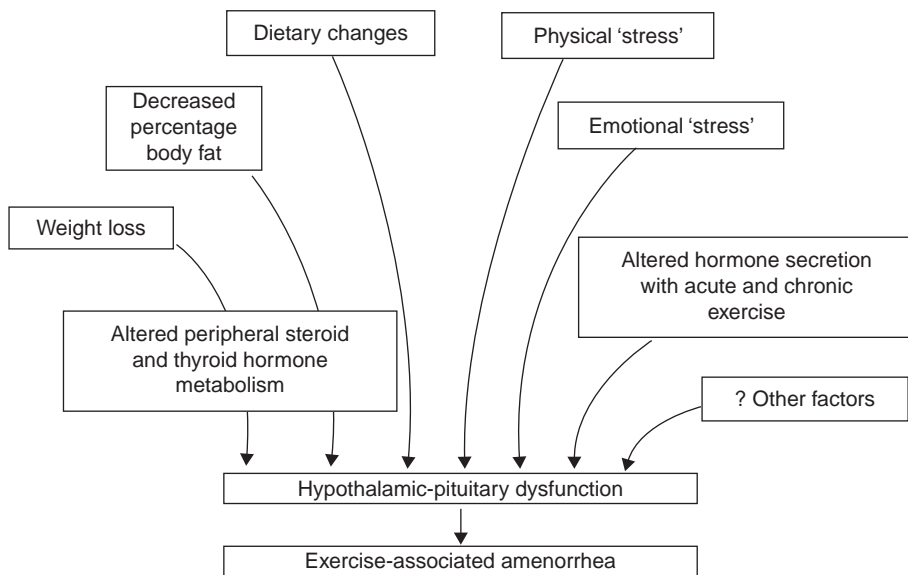 Dietary changes
Physical ‘stress’
Decreased
percentage
body fat
Emotional ‘stress’
Weight loss
Altered hormone secretion
with acute and chronic
exercise
Altered peripheral steroid
and thyroid hormone
metabolism
? Other factors
Hypothalamic-pituitary dysfunction
Exercise-associated amenorrhea